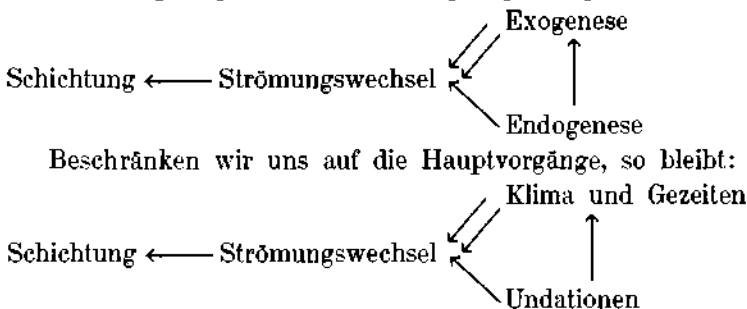 Exogenese
Schichtung ← Strömungswechsel
Endogenese
Beschränken wir uns auf die Hauptvorgänge, so bleibt:
Klima und Gezeiten
Schichtung ← Strömungswechsel
Undationen